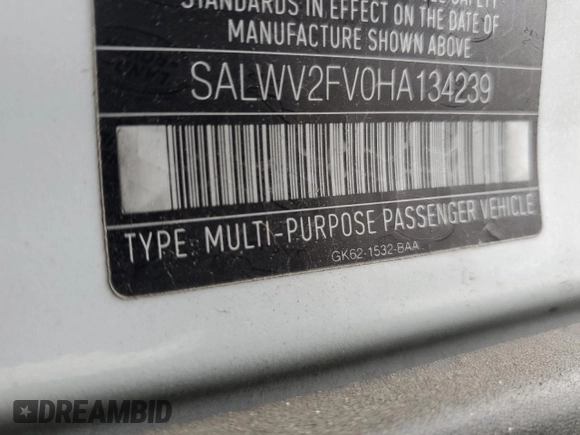 STANDARDS IN EFFECT ON THE DATE OF
MANUFACTURE SHOWN ABOVE
SALWV2FV0HA134239
TYPE: MULTI-PURPOSE PASSENGER VEHICLE
GK62-1532-BAA
DREAMBID